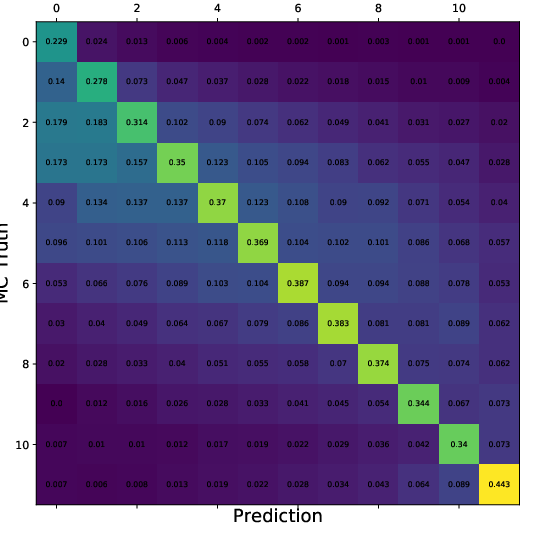 0 2 4 6 8 10
0 0.229 0.024 0.013 0.006 0.004 0.002 0.002 0.001 0.003 0.001 0.001 0.0
0.14 0.278 0.073 0.047 0.037 0.028 0.022 0.018 0.015 0.01 0.009 0.004
2 0.179 0.183 0.314 0.102 0.09 0.074 0.062 0.049 0.041 0.031 0.027 0.02
0.173 0.173 0.157 0.35 0.123 0.105 0.094 0.083 0.062 0.055 0.047 0.028
4 0.09 0.134 0.137 0.137 0.37 0.123 0.108 0.09 0.092 0.071 0.054 0.04
0.096 0.101 0.106 0.113 0.118 0.369 0.104 0.102 0.101 0.086 0.068 0.057
6 0.053 0.066 0.076 0.089 0.103 0.104 0.387 0.094 0.094 0.088 0.078 0.053
0.03 0.04 0.049 0.064 0.067 0.079 0.086 0.383 0.081 0.081 0.089 0.062
8 0.02 0.028 0.033 0.04 0.051 0.055 0.058 0.07 0.374 0.075 0.074 0.062
0.0 0.012 0.016 0.026 0.028 0.033 0.041 0.045 0.054 0.344 0.067 0.073
10 0.007 0.01 0.01 0.012 0.017 0.019 0.022 0.029 0.036 0.042 0.34 0.073
0.007 0.006 0.008 0.013 0.019 0.022 0.028 0.034 0.043 0.064 0.089 0.443
MC Truth
Prediction